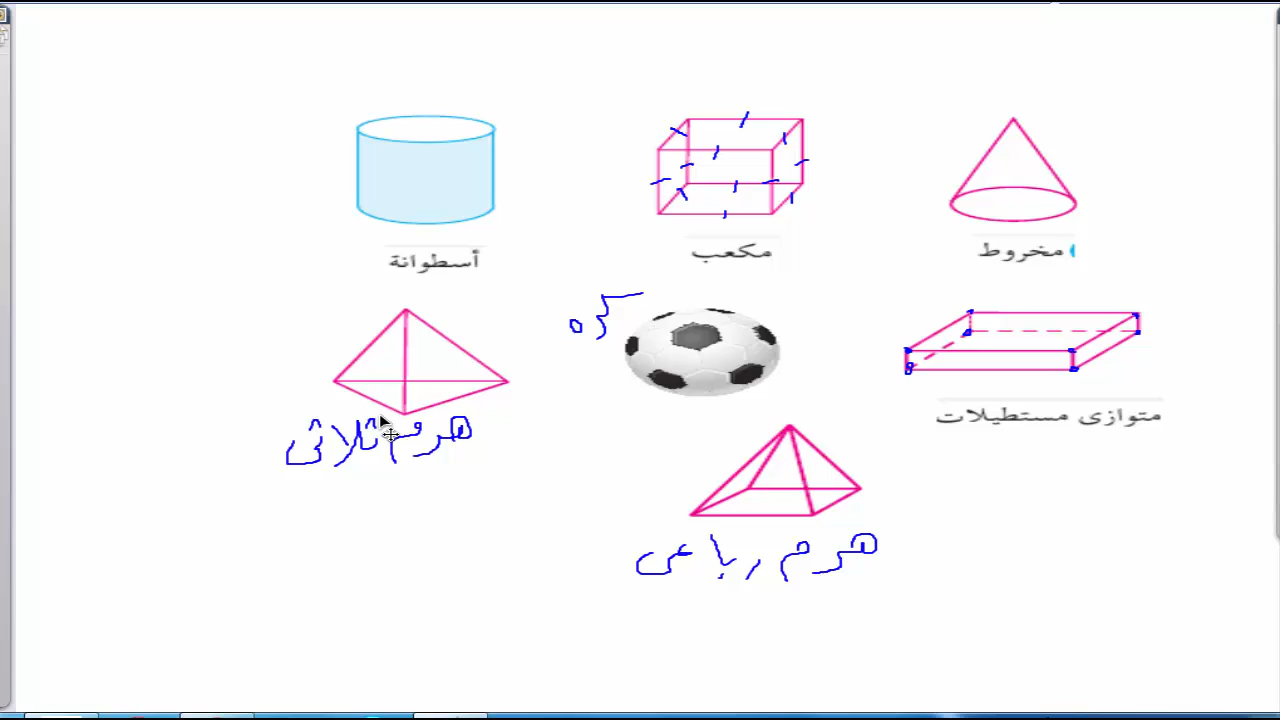 مخروط
مكعب
أسطوانة
كره
متوازى مستطيلات
هرم ثلاثى
هرم رباعى